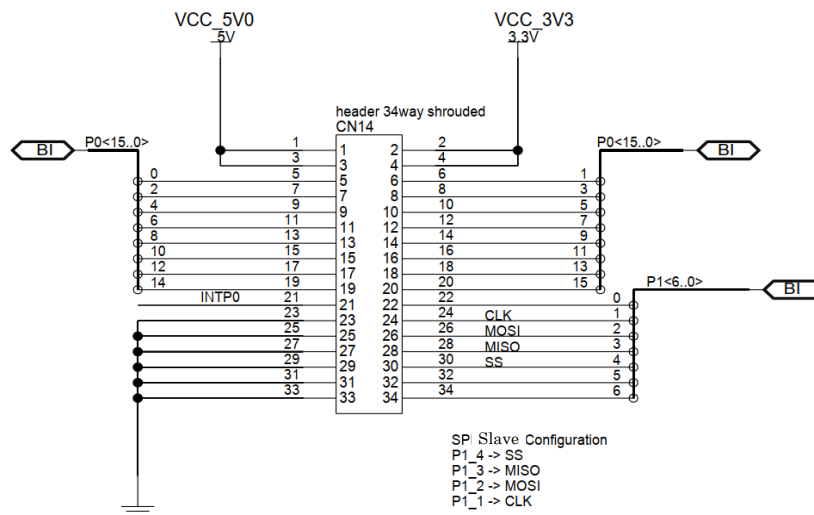 VCC_5V0
5V
VCC_3V3
3.3V
header 34way shrouded
CN14
BI
P0<15..0>
P0<15..0>
BI
1 1 2 2
3 3 4 4
0 5 5 6 6 1
2 7 7 8 8 3
4 9 9 10 10 5
6 11 11 12 12 7
8 13 13 14 14 9
10 15 15 16 16 11
12 17 17 18 18 13
14 19 19 20 20 15
P1<6..0>
BI
INTP0 21 21 22 22 0
23 23 24 24 CLK 1
25 25 26 26 MOSI 2
27 27 28 28 MISO 3
29 29 30 30 SS 4
31 31 32 32 5
33 33 34 34 6
SPI Slave Configuration
P1_4 -> SS
P1_3 -> MISO
P1_2 -> MOSI
P1_1 -> CLK